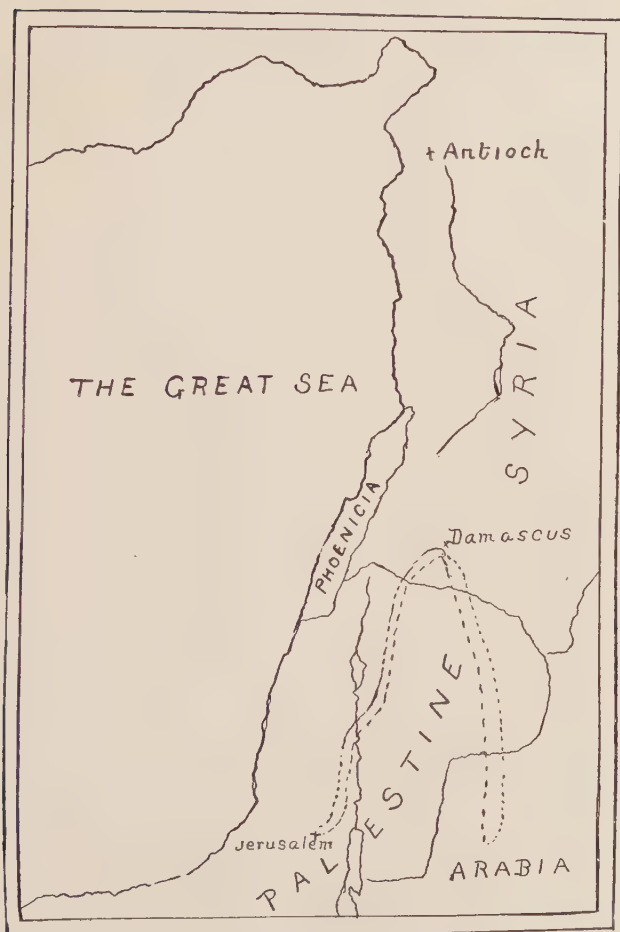 + Antioch
SYRIA
THE GREAT SEA
PHOENICIA
Damascus
PALESTINE
Jerusalem
ARABIA